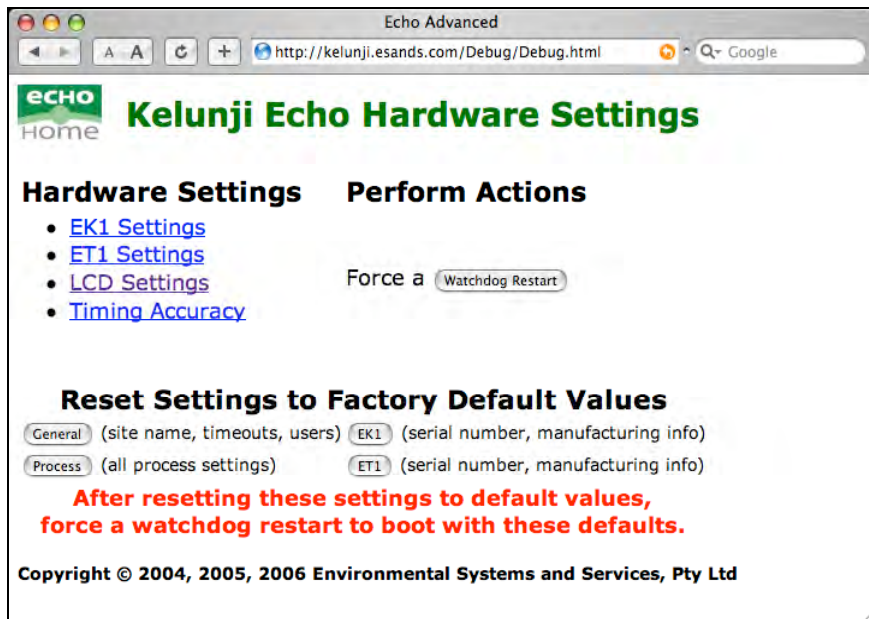 Echo Advanced
A A + http://kelunji.esands.com/Debug/Debug.html Google
ecHO
Home
Kelunji Echo Hardware Settings
Hardware Settings
• EK1 Settings
• ET1 Settings
• LCD Settings
• Timing Accuracy
Perform Actions
Force a Watchdog Restart
Reset Settings to Factory Default Values
General (site name, timeouts, users) EK1 (serial number, manufacturing info)
Process (all process settings) ET1 (serial number, manufacturing info)
After resetting these settings to default values,
force a watchdog restart to boot with these defaults.
Copyright © 2004, 2005, 2006 Environmental Systems and Services, Pty Ltd